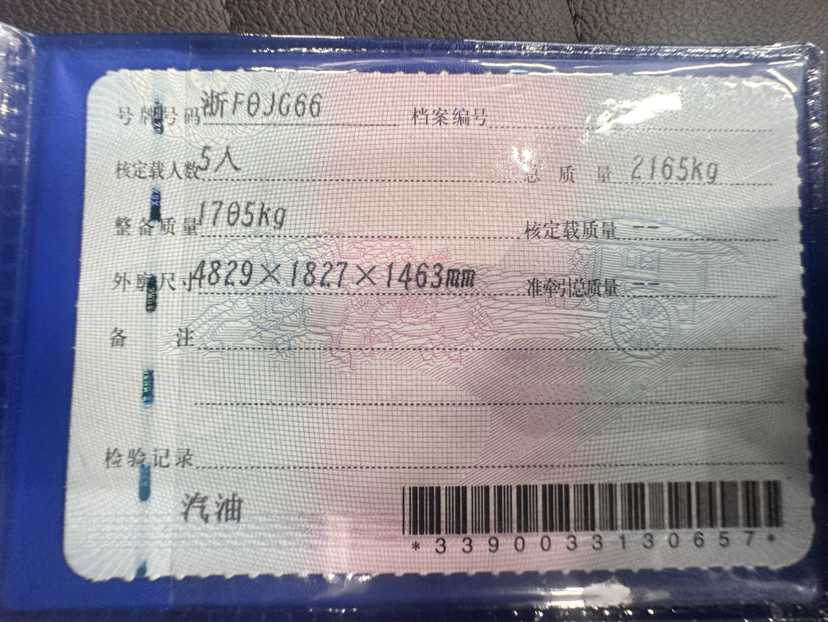 号牌号码 浙F0JG66 档案编号
核定载人数 5人 总质量 2165kg
整备质量 1705kg 核定载质量 --
外廓尺寸 4829×1827×1463mm 准牵引总质量 --
备注
检验记录
汽油
*3390033130657*